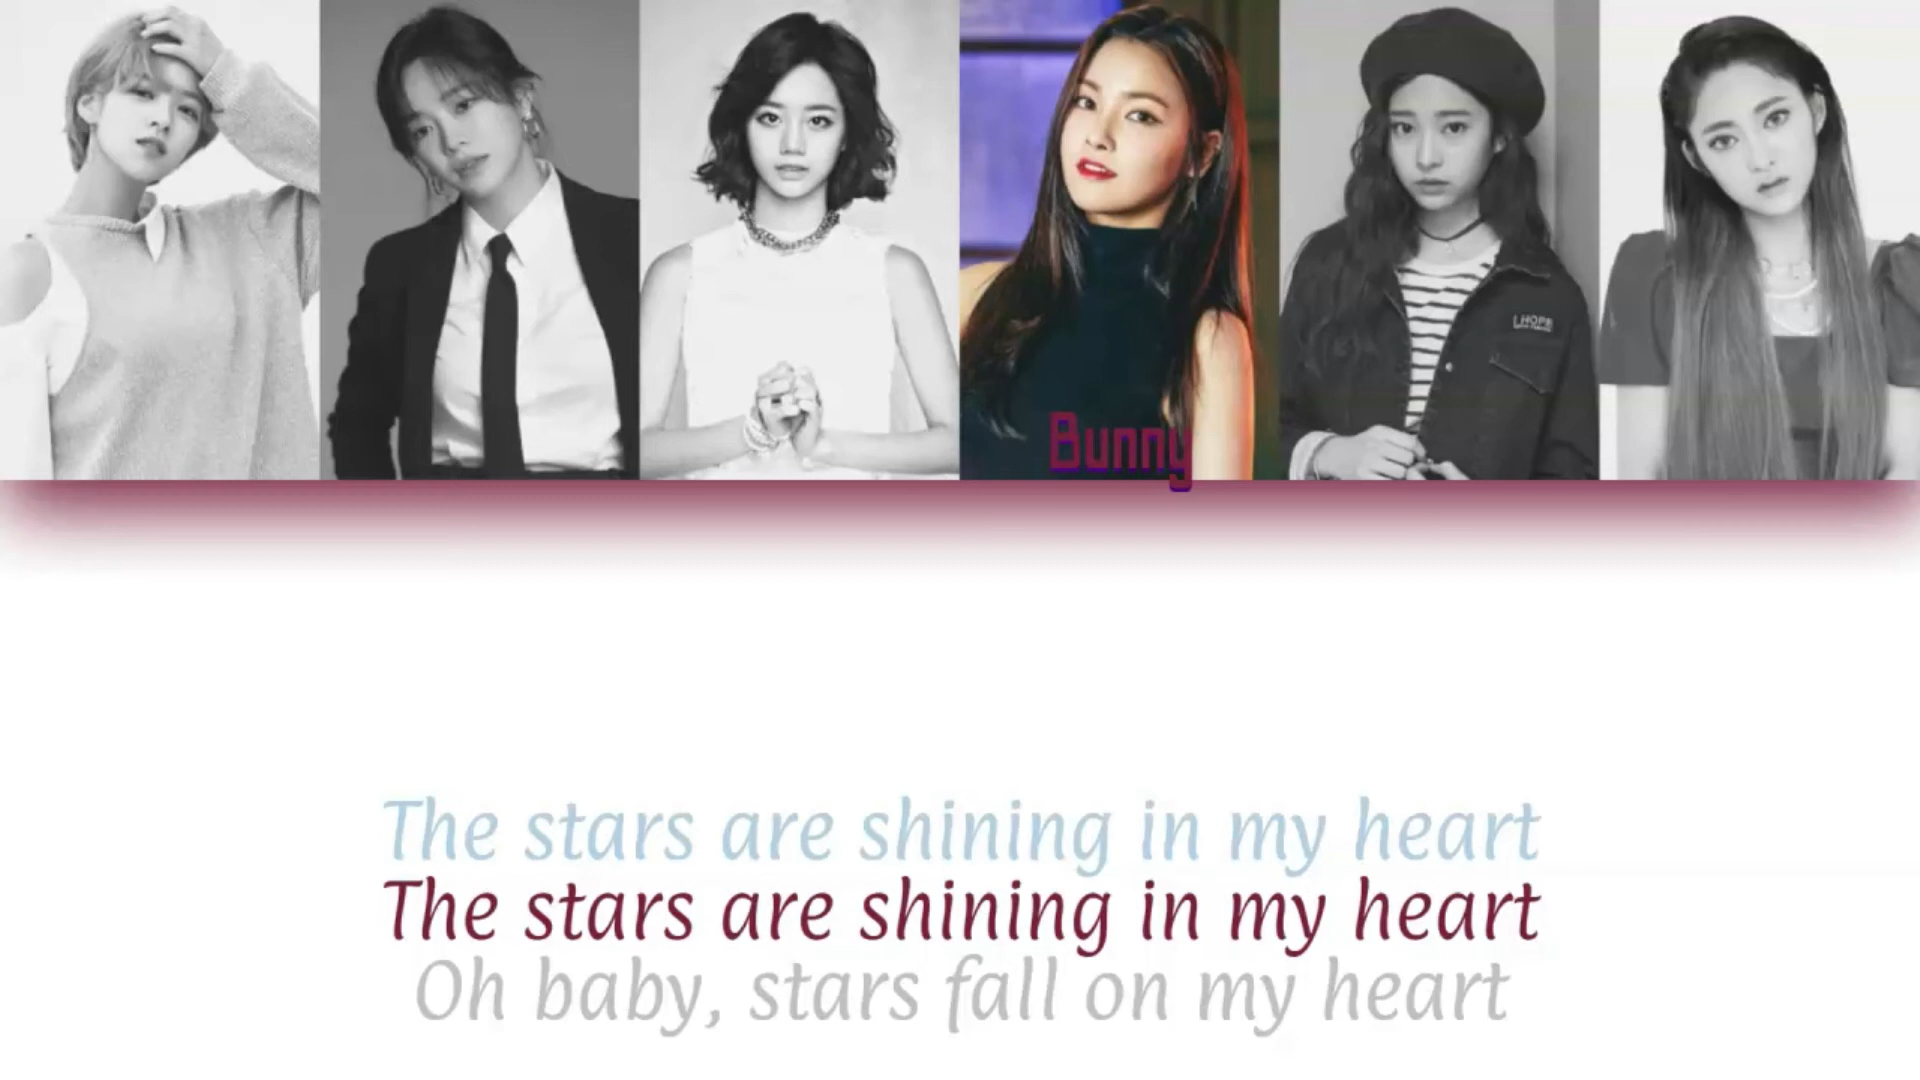 LHOPE
Bunny
The stars are shining in my heart
The stars are shining in my heart
Oh baby, stars fall on my heart